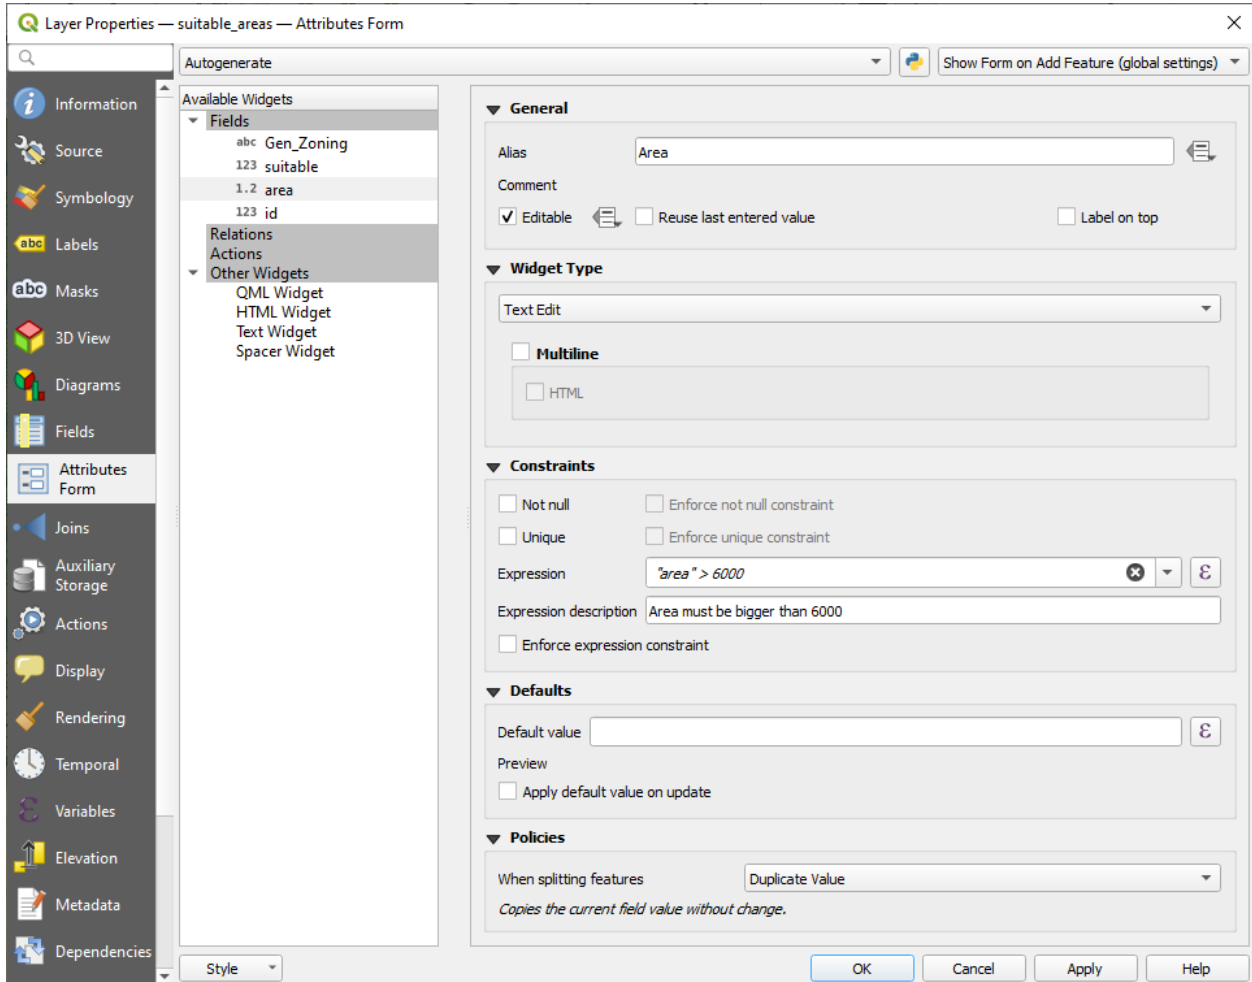 Layer Properties — suitable_areas — Attributes Form
Autogenerate
Show Form on Add Feature (global settings)
Information
Source
Symbology
abc Labels
abc Masks
3D View
Diagrams
Fields
Attributes
Form
Joins
Auxiliary
Storage
Actions
Display
Rendering
Temporal
Variables
Elevation
Metadata
Dependencies
Available Widgets
Fields
abc Gen_Zoning
123 suitable
1.2 area
123 id
Relations
Actions
Other Widgets
QML Widget
HTML Widget
Text Widget
Spacer Widget
General
Alias Area
Comment
Editable Reuse last entered value Label on top
Widget Type
Text Edit
Multiline
HTML
Constraints
Not null Enforce not null constraint
Unique Enforce unique constraint
Expression "area" > 6000 ε
Expression description Area must be bigger than 6000
Enforce expression constraint
Defaults
Default value ε
Preview
Apply default value on update
Policies
When splitting features Duplicate Value
Copies the current field value without change.
Style OK Cancel Apply Help